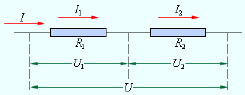 I I₁ I₂
R₁ R₂
U₁ U₂
U